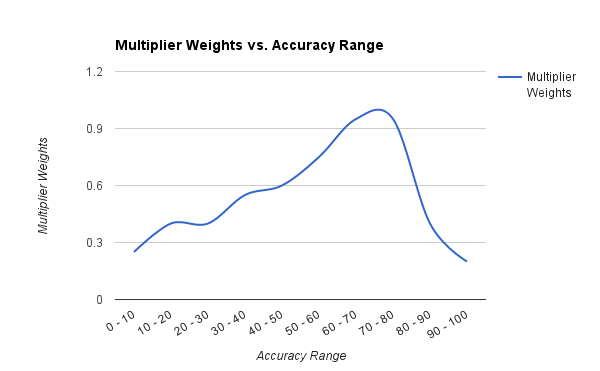 Multiplier Weights vs. Accuracy Range
1.2
0.9
0.6
0.3
0
Multiplier Weights
Multiplier
Weights
0 - 10
10 - 20
20 - 30
30 - 40
40 - 50
50 - 60
60 - 70
70 - 80
80 - 90
90 - 100
Accuracy Range